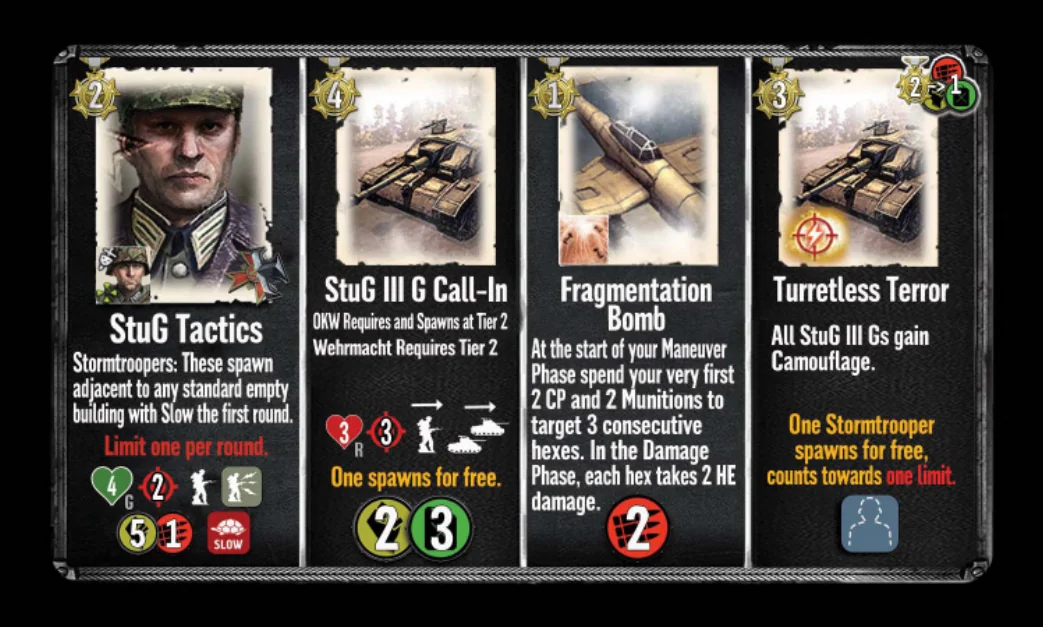 2
StuG Tactics
Stormtroopers: These spawn
adjacent to any standard empty
building with Slow the first round.
Limit one per round.
4
G
2
5
1
SLOW
4
StuG III G Call-In
OKW Requires and Spawns at Tier 2
Wehrmacht Requires Tier 2
3
R
3
One spawns for free.
2
3
1
Fragmentation
Bomb
At the start of your Maneuver
Phase spend your very first
2 CP and 2 Munitions to
target 3 consecutive
hexes. In the Damage
Phase, each hex takes 2 HE
damage.
2
3
2 -> 1
Turretless Terror
All StuG III Gs gain
Camouflage.
One Stormtrooper
spawns for free,
counts towards one limit.